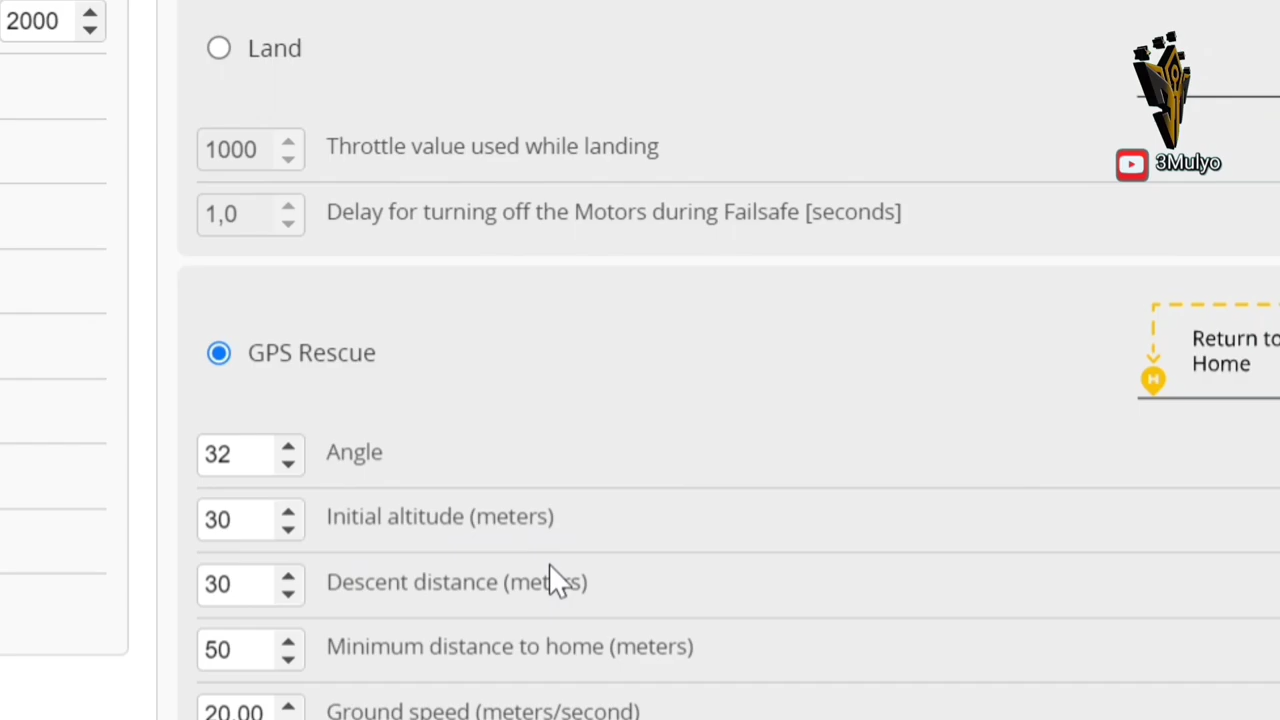 2000
Land
3Mulyo
1000 Throttle value used while landing
1,0 Delay for turning off the Motors during Failsafe [seconds]
GPS Rescue
Return to
Home
H
32 Angle
30 Initial altitude (meters)
30 Descent distance (meters)
50 Minimum distance to home (meters)
20.00 Ground speed (meters/second)